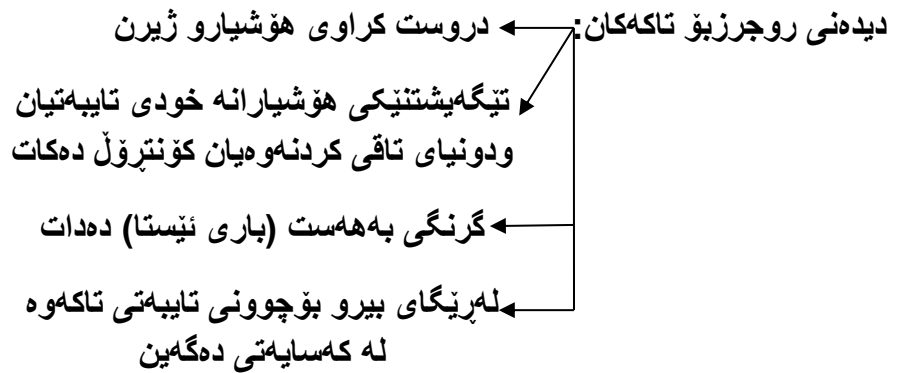 دیدەنی روجرزبۆ تاکەکان: دروست کراوی هۆشیارو ژیرن
تێگەیشتنێکی هۆشیارانە خودی تایبەتیان
ودونیای تاقی کردنەوەیان کۆنترۆڵ دەکات
گرنگی بەهەست (باری ئێستا) دەدات
لەڕێگای بیرو بۆچوونی تایبەتی تاکەوە
لە کەسایەتی دەگەین